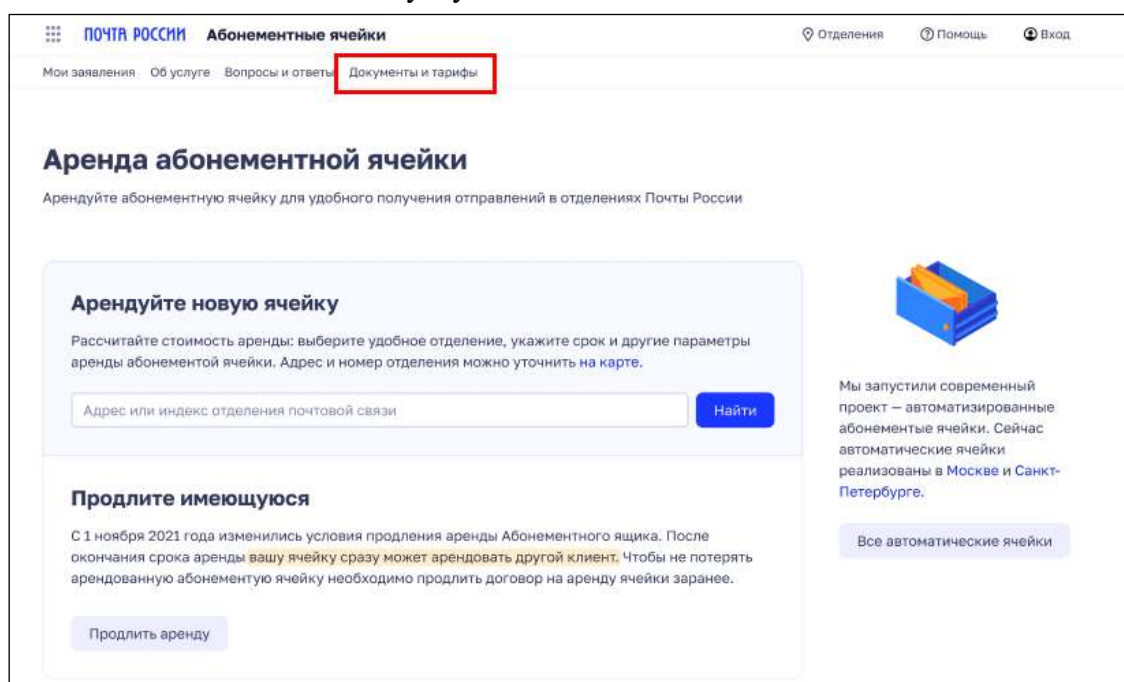 ПОЧТА РОССИИ Абонементные ячейки Отделения Помощь Вход
Мои заявления Об услуге Вопросы и ответы Документы и тарифы
Аренда абонементной ячейки
Арендуйте абонементную ячейку для удобного получения отправлений в отделениях Почты России
Арендуйте новую ячейку
Рассчитайте стоимость аренды: выберите удобное отделение, укажите срок и другие параметры
аренды абонементой ячейки. Адрес и номер отделения можно уточнить на карте.
Адрес или индекс отделения почтовой связи Найти
Продлите имеющуюся
С 1 ноября 2021 года изменились условия продления аренды Абонементного ящика. После
окончания срока аренды вашу ячейку сразу может арендовать другой клиент. Чтобы не потерять
арендованную абонементую ячейку необходимо продлить договор на аренду ячейки заранее.
Продлить аренду
Мы запустили современный
проект — автоматизированные
абонементые ячейки. Сейчас
автоматические ячейки
реализованы в Москве и Санкт-
Петербурге.
Все автоматические ячейки